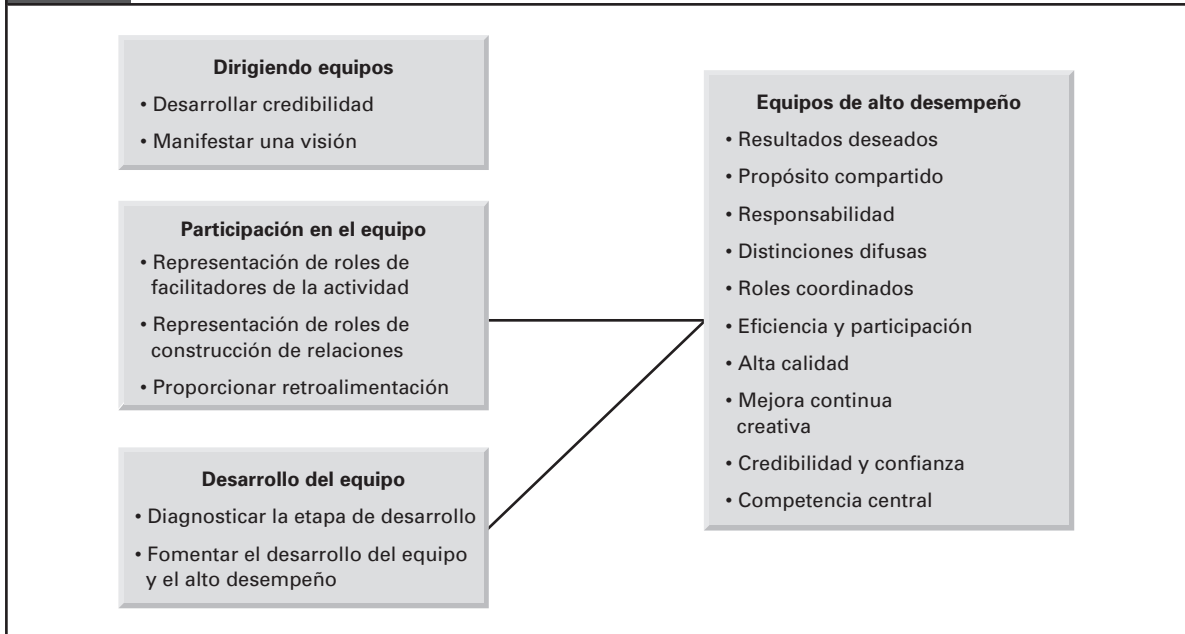 Dirigiendo equipos
• Desarrollar credibilidad
• Manifestar una visión
Participación en el equipo
• Representación de roles de
facilitadores de la actividad
• Representación de roles de
construcción de relaciones
• Proporcionar retroalimentación
Desarrollo del equipo
• Diagnosticar la etapa de desarrollo
• Fomentar el desarrollo del equipo
y el alto desempeño
Equipos de alto desempeño
• Resultados deseados
• Propósito compartido
• Responsabilidad
• Distinciones difusas
• Roles coordinados
• Eficiencia y participación
• Alta calidad
• Mejora continua
creativa
• Credibilidad y confianza
• Competencia central